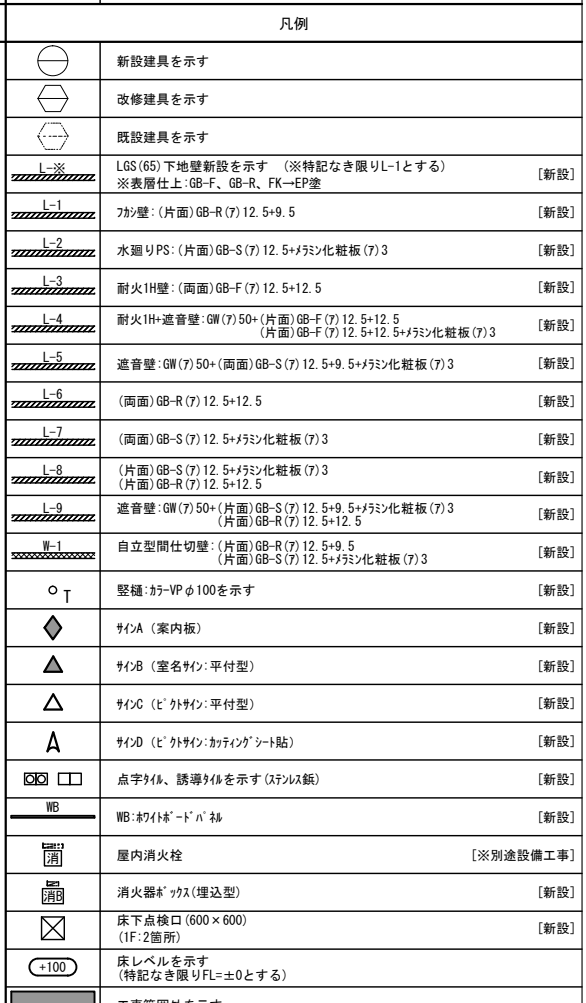 凡例
新設建具を示す
改修建具を示す
既設建具を示す
L-※ LGS(65)下地壁新設を示す (※特記なき限りL-1とする) [新設]
※表層仕上:GB-F、GB-R、FK→EP塗
L-1 フカシ壁:(片面)GB-R(ア)12.5+9.5 [新設]
L-2 水廻りPS:(片面)GB-S(ア)12.5+メラミン化粧板(ア)3 [新設]
L-3 耐火1H壁:(両面)GB-F(ア)12.5+12.5 [新設]
L-4 耐火1H+遮音壁:GW(ア)50+(片面)GB-F(ア)12.5+12.5 [新設]
(片面)GB-F(ア)12.5+12.5+メラミン化粧板(ア)3
L-5 遮音壁:GW(ア)50+(両面)GB-S(ア)12.5+9.5+メラミン化粧板(ア)3 [新設]
L-6 (両面)GB-R(ア)12.5+12.5 [新設]
L-7 (両面)GB-S(ア)12.5+メラミン化粧板(ア)3 [新設]
L-8 (片面)GB-S(ア)12.5+メラミン化粧板(ア)3 [新設]
(片面)GB-R(ア)12.5+12.5
L-9 遮音壁:GW(ア)50+(片面)GB-S(ア)12.5+9.5+メラミン化粧板(ア)3 [新設]
(片面)GB-R(ア)12.5+12.5
W-1 自立型間仕切壁:(片面)GB-R(ア)12.5+9.5 [新設]
(片面)GB-S(ア)12.5+メラミン化粧板(ア)3
T 竪樋:カラーVPφ100を示す [新設]
サインA (案内板) [新設]
サインB (室名サイン:平付型) [新設]
サインC (ピクトサイン:平付型) [新設]
サインD (ピクトサイン:カッティングシート貼) [新設]
点字タイル、誘導タイルを示す(ステンレス鋲) [新設]
WB WB:ホワイトボードパネル [新設]
消 屋内消火栓 [※別途設備工事]
消B 消火器ボックス(埋込型) [新設]
床下点検口(600×600) [新設]
(1F:2箇所)
+100 床レベルを示す
(特記なき限りFL=±0とする)
工事範囲外を示す